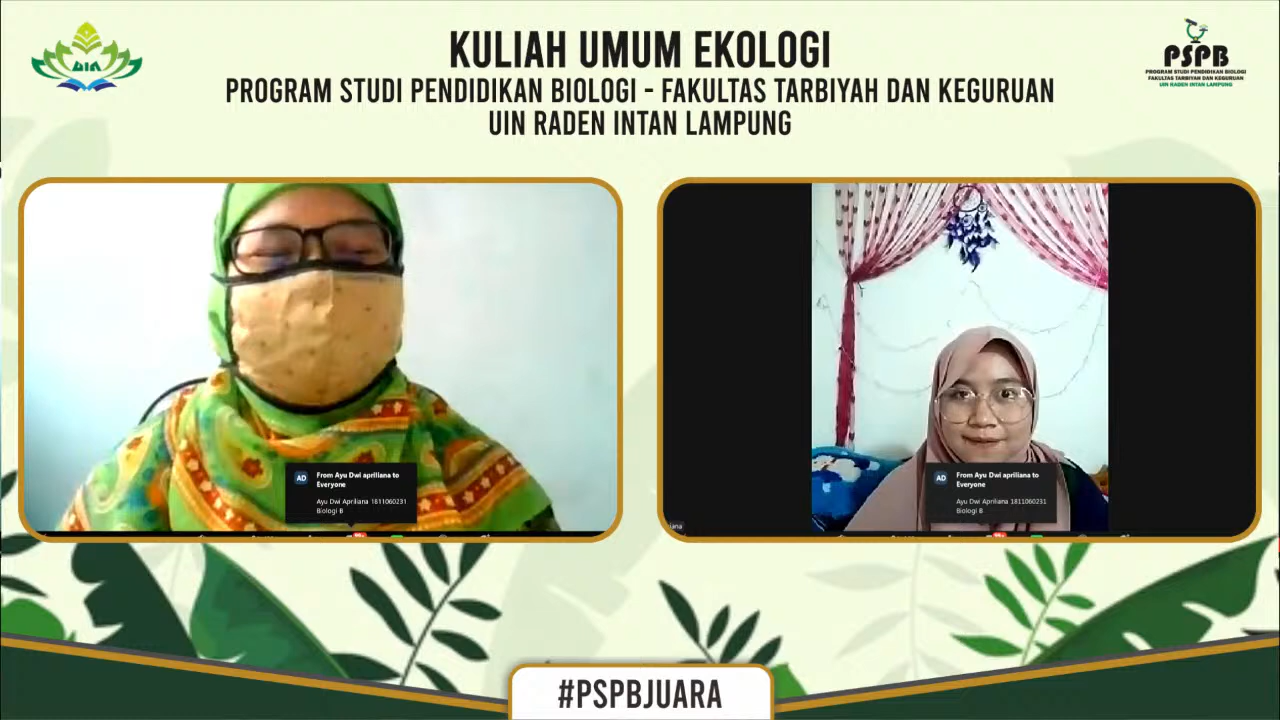 KULIAH UMUM EKOLOGI
PROGRAM STUDI PENDIDIKAN BIOLOGI - FAKULTAS TARBIYAH DAN KEGURUAN
UIN RADEN INTAN LAMPUNG
PSPB
PROGRAM STUDI PENDIDIKAN BIOLOGI
FAKULTAS TARBIYAH DAN KEGURUAN
UIN RADEN INTAN LAMPUNG
AD
From Ayu Dwi apriliana to
Everyone
Ayu Dwi Apriliana 1811060231
Biologi B
AD
From Ayu Dwi apriliana to
Everyone
Ayu Dwi Apriliana 1811060231
Biologi B
#PSPBJUARA